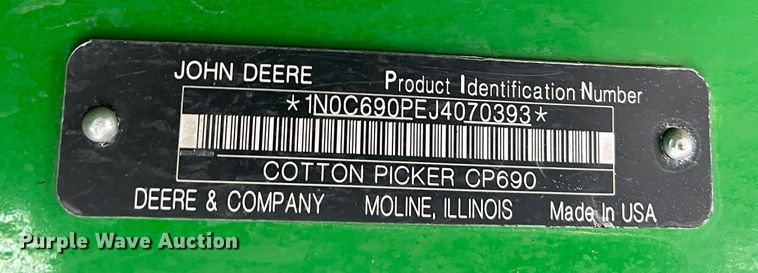 JOHN DEERE Product Identification Number
*1N0C690PEJ4070393*
COTTON PICKER CP690
DEERE & COMPANY MOLINE, ILLINOIS Made In USA
Purple Wave Auction